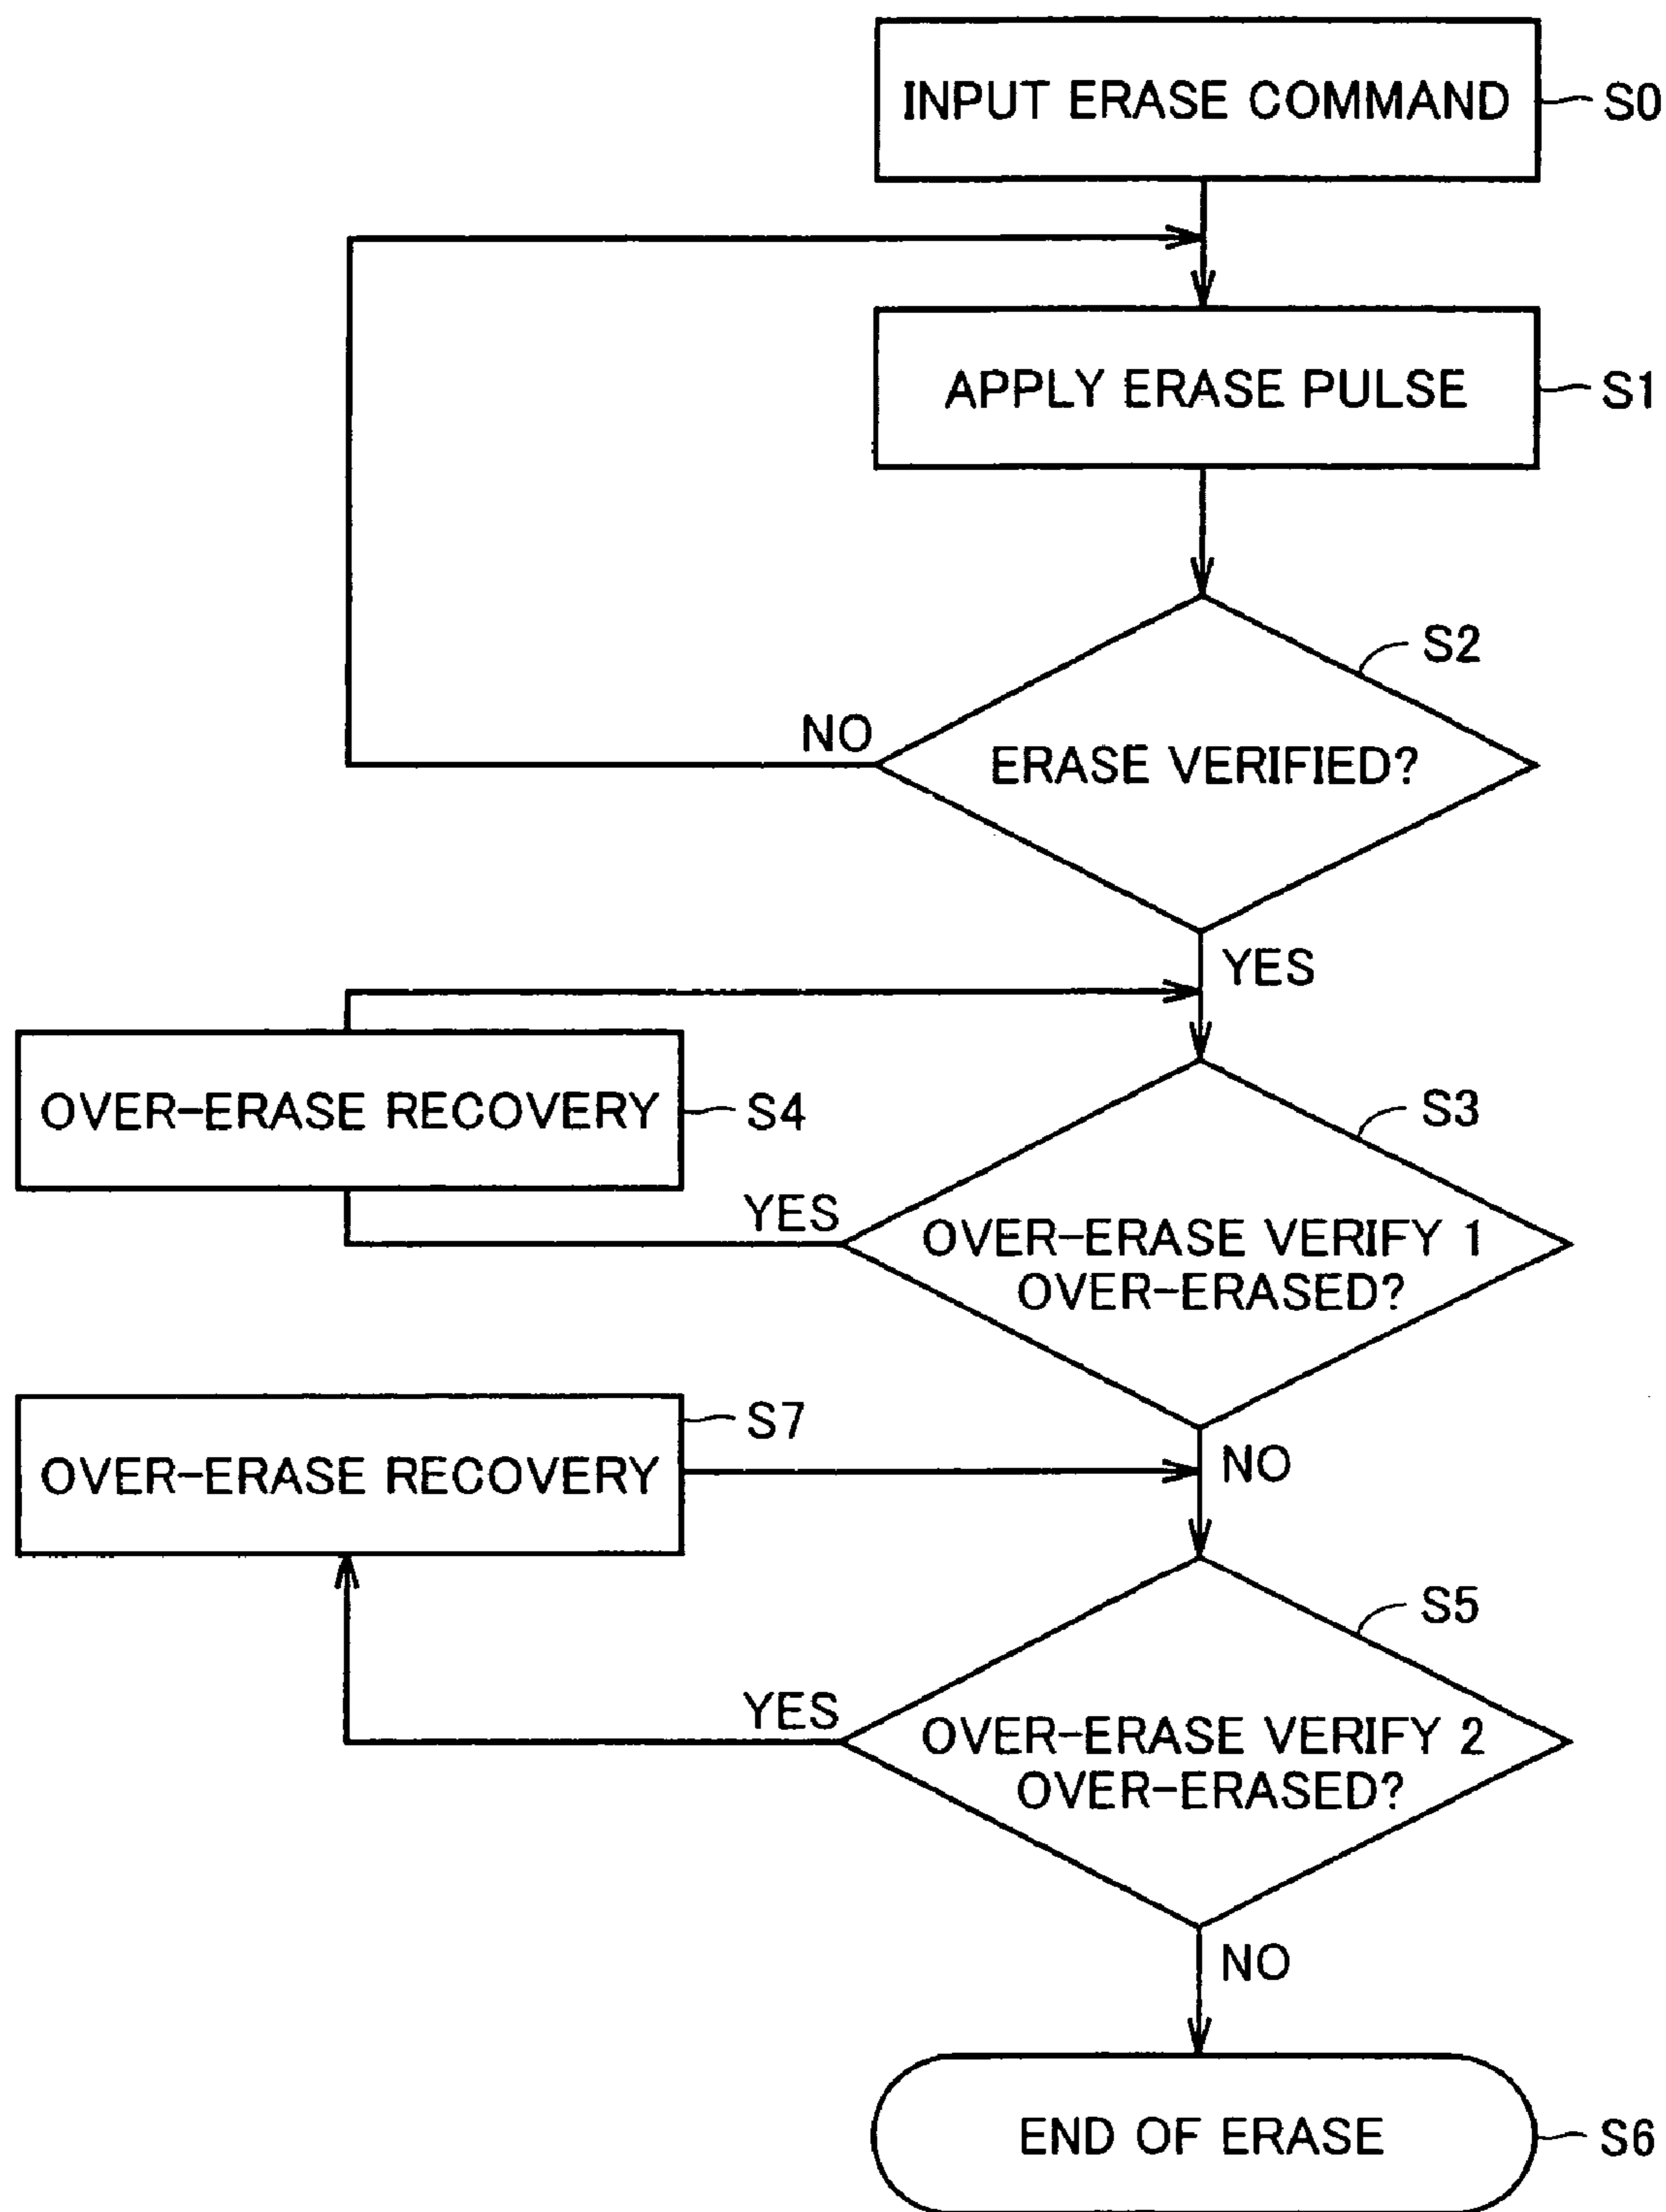 INPUT ERASE COMMAND
S0
APPLY ERASE PULSE
S1
S2
NO
ERASE VERIFIED?
YES
OVER-ERASE RECOVERY
S4
S3
YES
OVER-ERASE VERIFY 1
OVER-ERASED?
S7
OVER-ERASE RECOVERY
NO
S5
YES
OVER-ERASE VERIFY 2
OVER-ERASED?
NO
END OF ERASE
S6